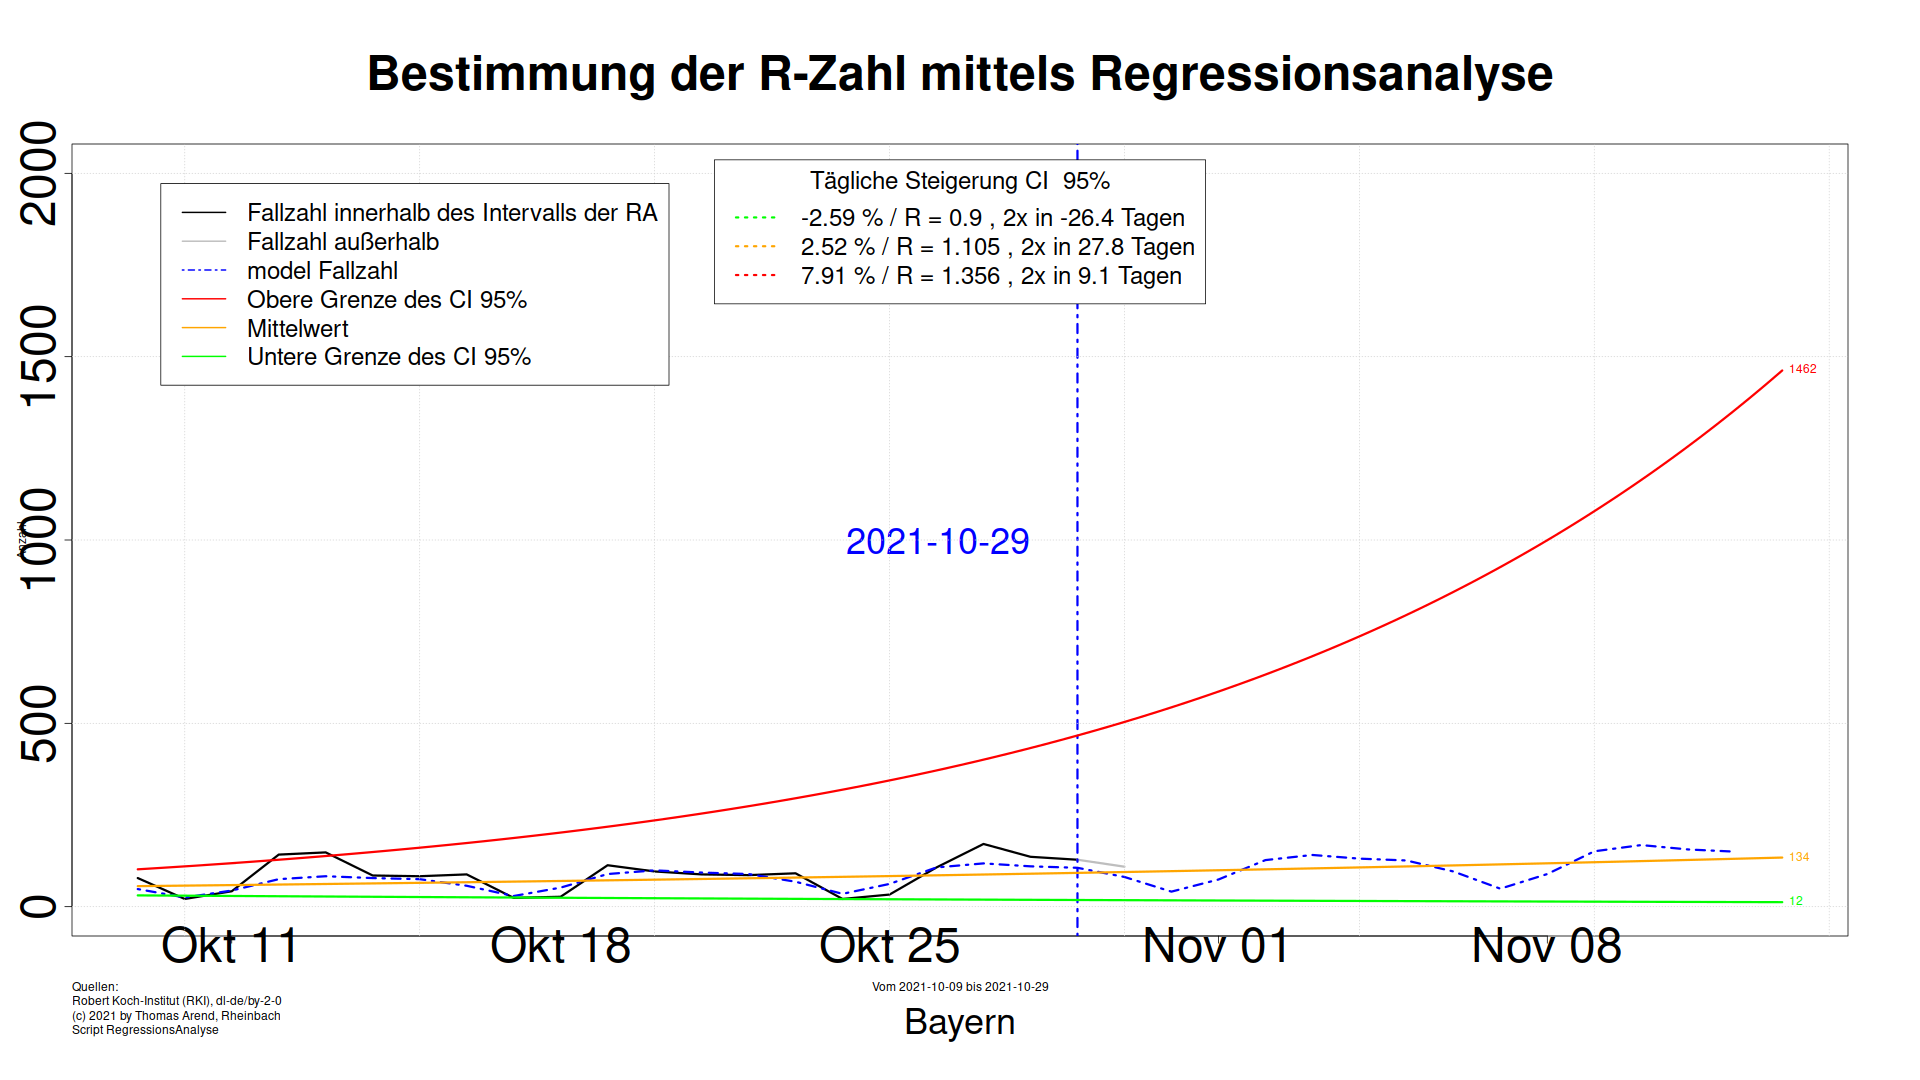 Bestimmung der R-Zahl mittels Regressionsanalyse
2000
1500
1000
500
0
Anzahl
Fallzahl innerhalb des Intervalls der RA
Fallzahl außerhalb
model Fallzahl
Obere Grenze des CI 95%
Mittelwert
Untere Grenze des CI 95%
Tägliche Steigerung CI 95%
-2.59 % / R = 0.9 , 2x in -26.4 Tagen
2.52 % / R = 1.105 , 2x in 27.8 Tagen
7.91 % / R = 1.356 , 2x in 9.1 Tagen
1462
2021-10-29
134
12
Okt 11
Okt 18
Okt 25
Nov 01
Nov 08
Quellen:
Robert Koch-Institut (RKI), dl-de/by-2-0
(c) 2021 by Thomas Arend, Rheinbach
Script RegressionsAnalyse
Vom 2021-10-09 bis 2021-10-29
Bayern